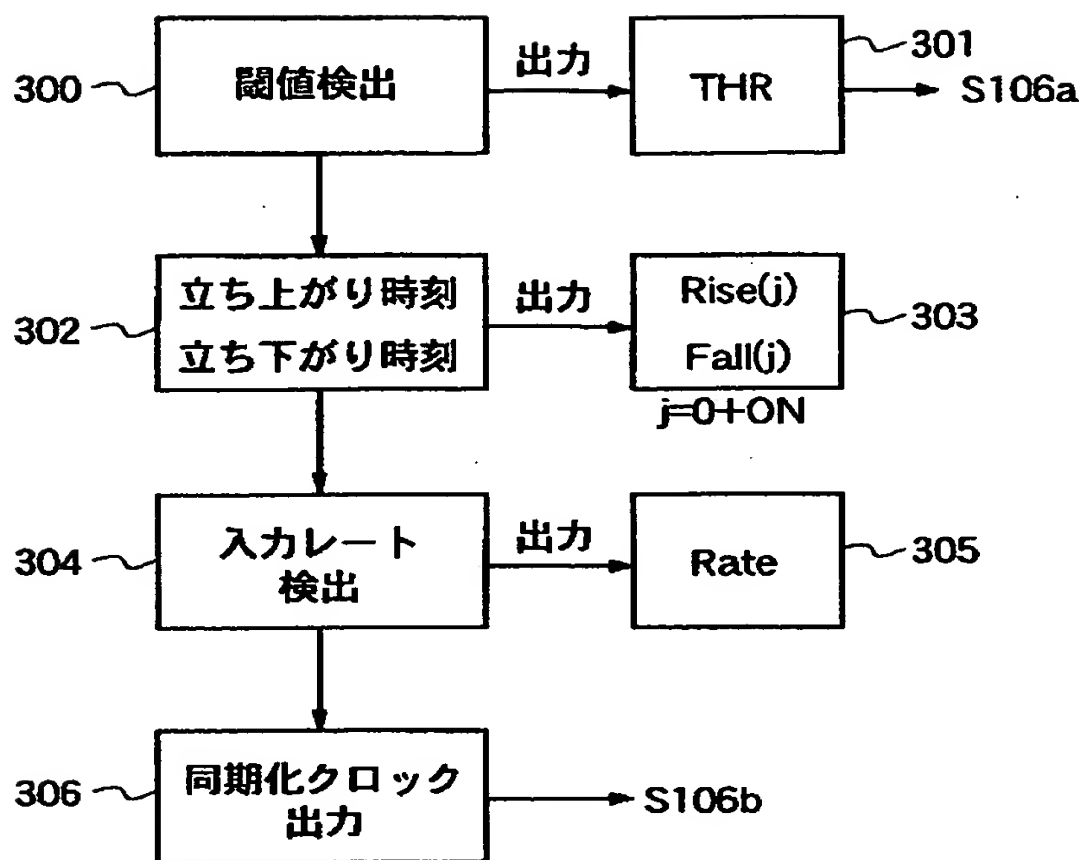 300
閾値検出
出力
THR
301
S106a
302
立ち上がり時刻
立ち下がり時刻
出力
Rise(j)
Fall(j)
303
j=0+ON
304
入力レート
検出
出力
Rate
305
306
同期化クロック
出力
S106b